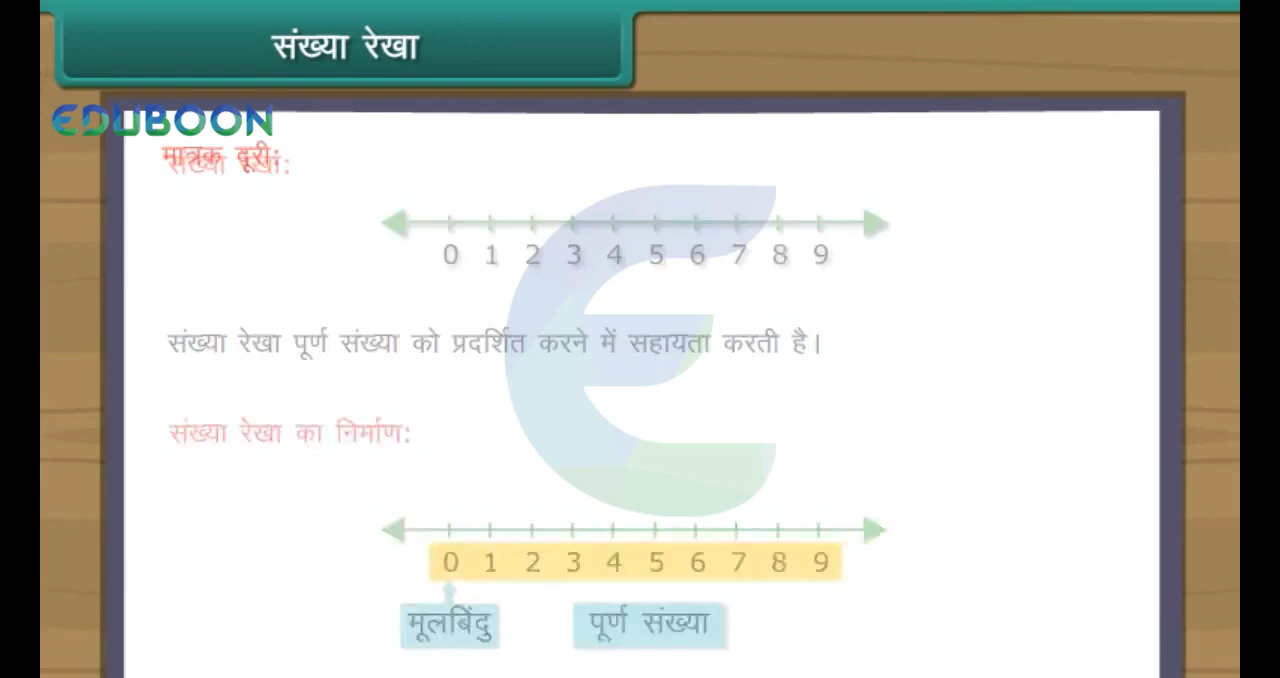 संख्या रेखा
EDUBOON
मात्रक दूरी:
संख्या रेखा:
0 1 2 3 4 5 6 7 8 9
संख्या रेखा पूर्ण संख्या को प्रदर्शित करने में सहायता करती है।
संख्या रेखा का निर्माण:
0 1 2 3 4 5 6 7 8 9
मूलबिंदु पूर्ण संख्या